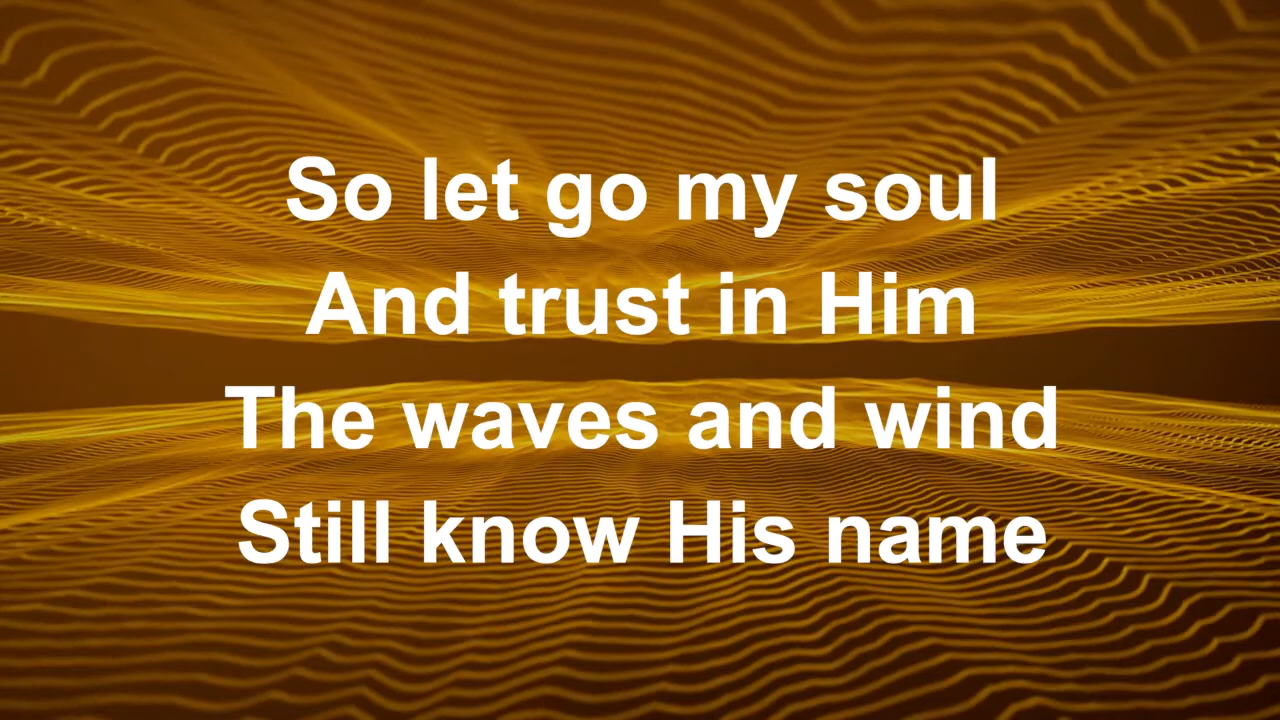 So let go my soul
And trust in Him
The waves and wind
Still know His name